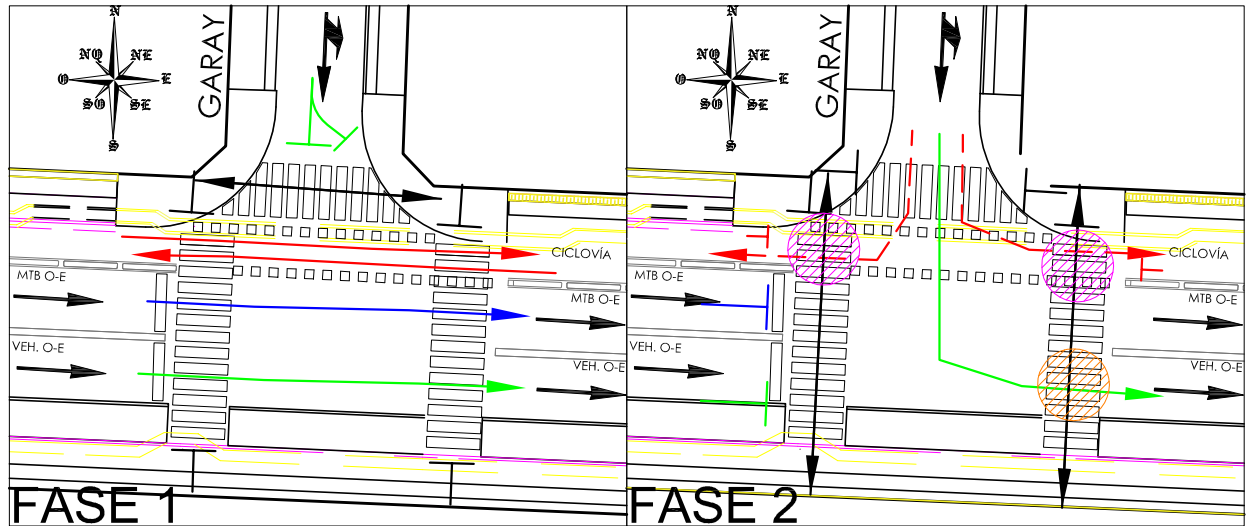 N
NO NE
O E
SO SE
S
GARAY
CICLOVÍA
MTB O-E
MTB O-E
VEH. O-E
VEH. O-E
FASE 1
N
NO NE
O E
SO SE
S
GARAY
CICLOVÍA
MTB O-E
MTB O-E
VEH. O-E
VEH. O-E
FASE 2